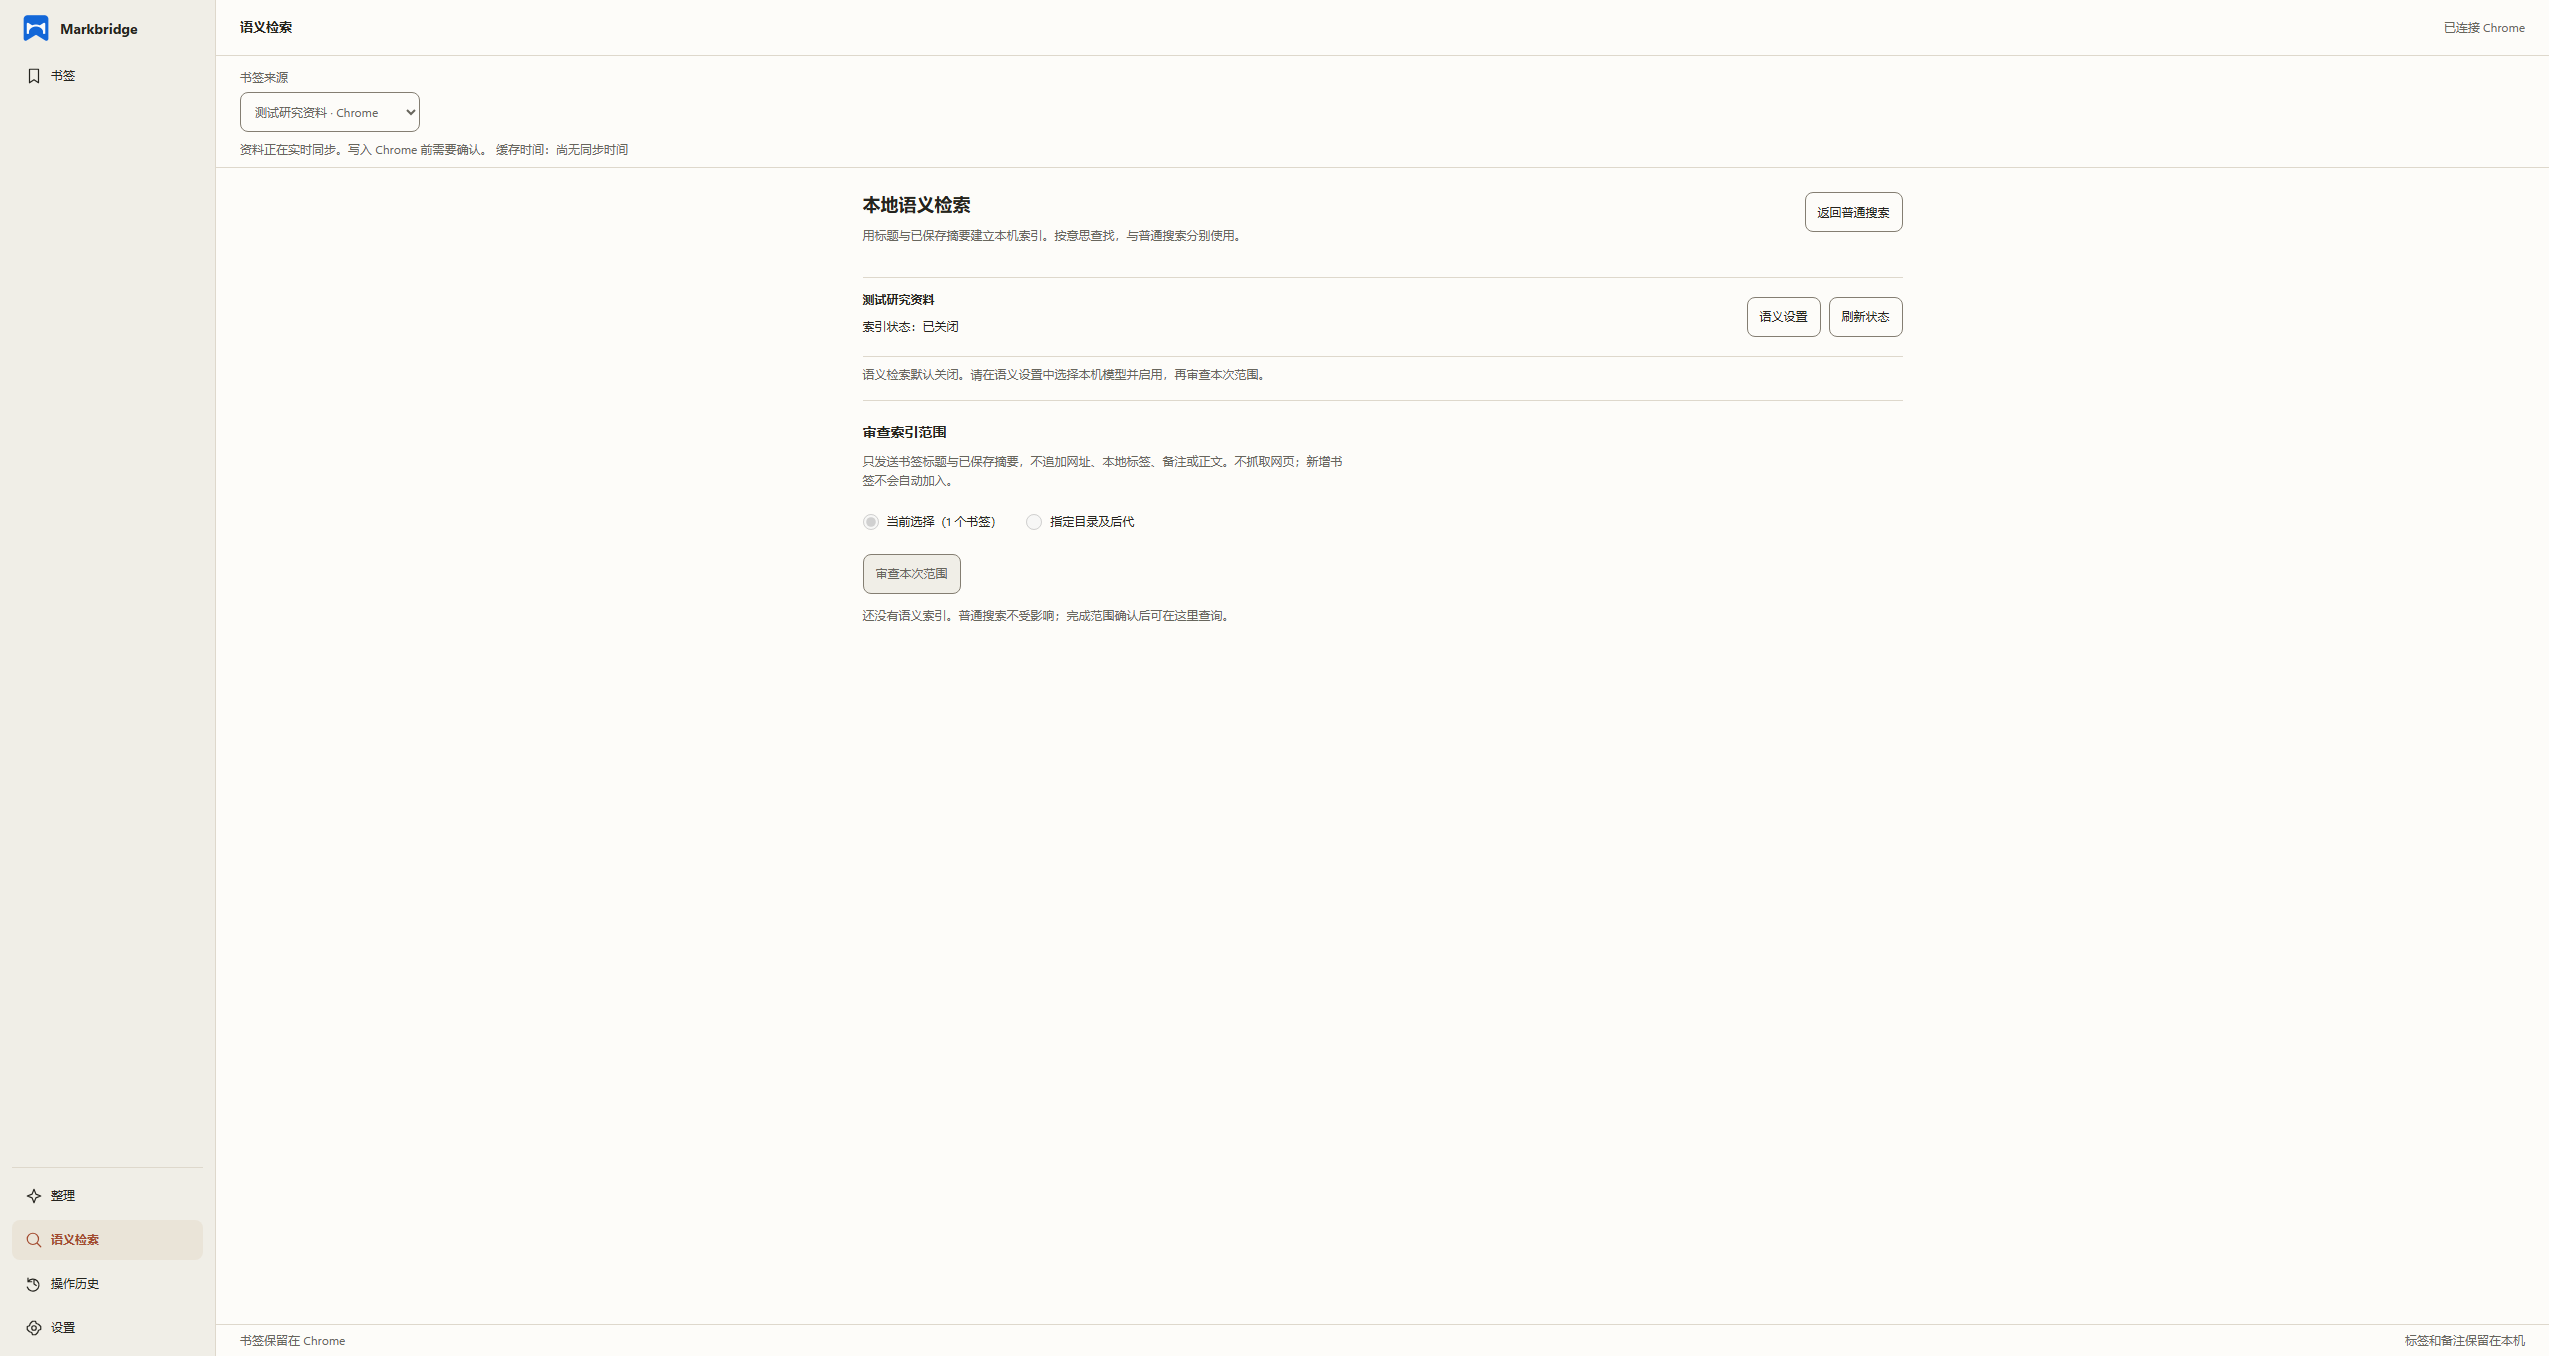 Markbridge
书签
整理
语义检索
操作历史
设置
语义检索
已连接 Chrome
书签来源
测试研究资料 · Chrome
资料正在实时同步。写入 Chrome 前需要确认。 缓存时间：尚无同步时间
本地语义检索
返回普通搜索
用标题与已保存摘要建立本机索引。按意思查找，与普通搜索分别使用。
测试研究资料
索引状态：已关闭
语义设置
刷新状态
语义检索默认关闭。请在语义设置中选择本机模型并启用，再审查本次范围。
审查索引范围
只发送书签标题与已保存摘要，不追加网址、本地标签、备注或正文。不抓取网页；新增书
签不会自动加入。
当前选择（1 个书签）
指定目录及后代
审查本次范围
还没有语义索引。普通搜索不受影响；完成范围确认后可在这里查询。
书签保留在 Chrome
标签和备注保留在本机